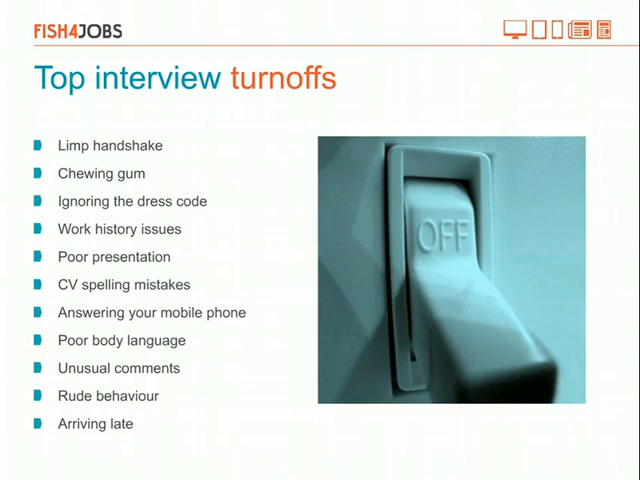 FISH4JOBS
Top interview turnoffs
Limp handshake
Chewing gum
Ignoring the dress code
Work history issues
Poor presentation
CV spelling mistakes
Answering your mobile phone
Poor body language
Unusual comments
Rude behaviour
Arriving late
OFF